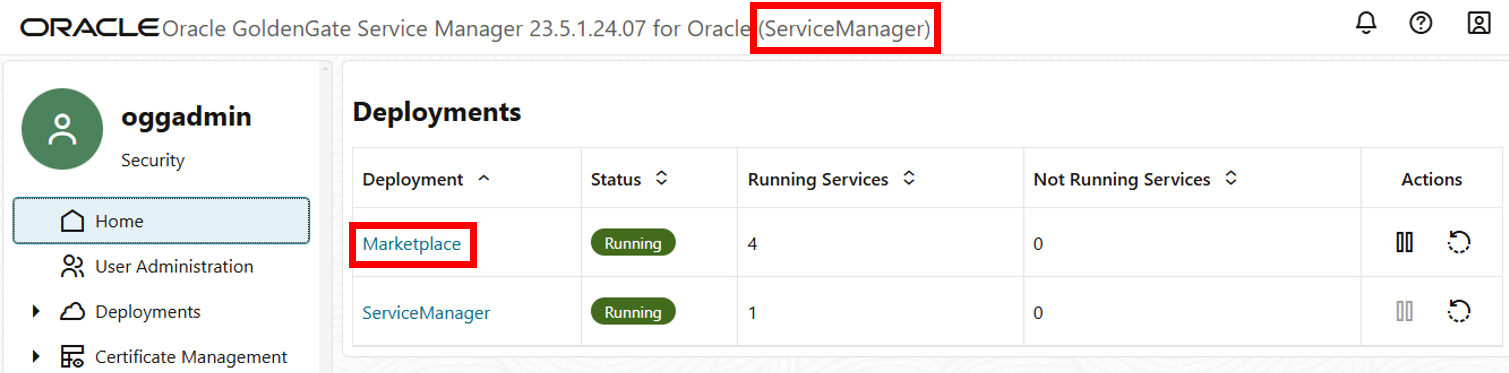 ORACLE Oracle GoldenGate Service Manager 23.5.1.24.07 for Oracle (ServiceManager)
oggadmin
Security
Home
User Administration
Deployments
Certificate Management
Deployments
Deployment Status Running Services Not Running Services Actions
Marketplace Running 4 0
ServiceManager Running 1 0